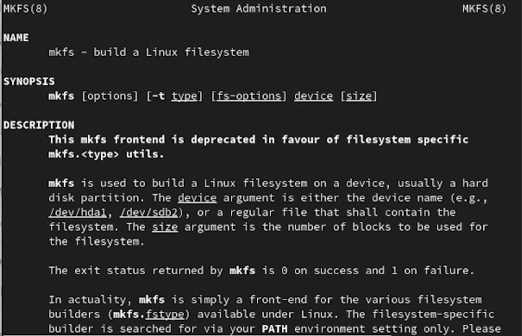 MKFS(8) System Administration MKFS(8)
NAME
mkfs - build a Linux filesystem
SYNOPSIS
mkfs [options] [-t type] [fs-options] device [size]
DESCRIPTION
This mkfs frontend is deprecated in favour of filesystem specific
mkfs.<type> utils.
mkfs is used to build a Linux filesystem on a device, usually a hard
disk partition. The device argument is either the device name (e.g.,
/dev/hda1, /dev/sdb2), or a regular file that shall contain the
filesystem. The size argument is the number of blocks to be used for
the filesystem.
The exit status returned by mkfs is 0 on success and 1 on failure.
In actuality, mkfs is simply a front-end for the various filesystem
builders (mkfs.fstype) available under Linux. The filesystem-specific
builder is searched for via your PATH environment setting only. Please